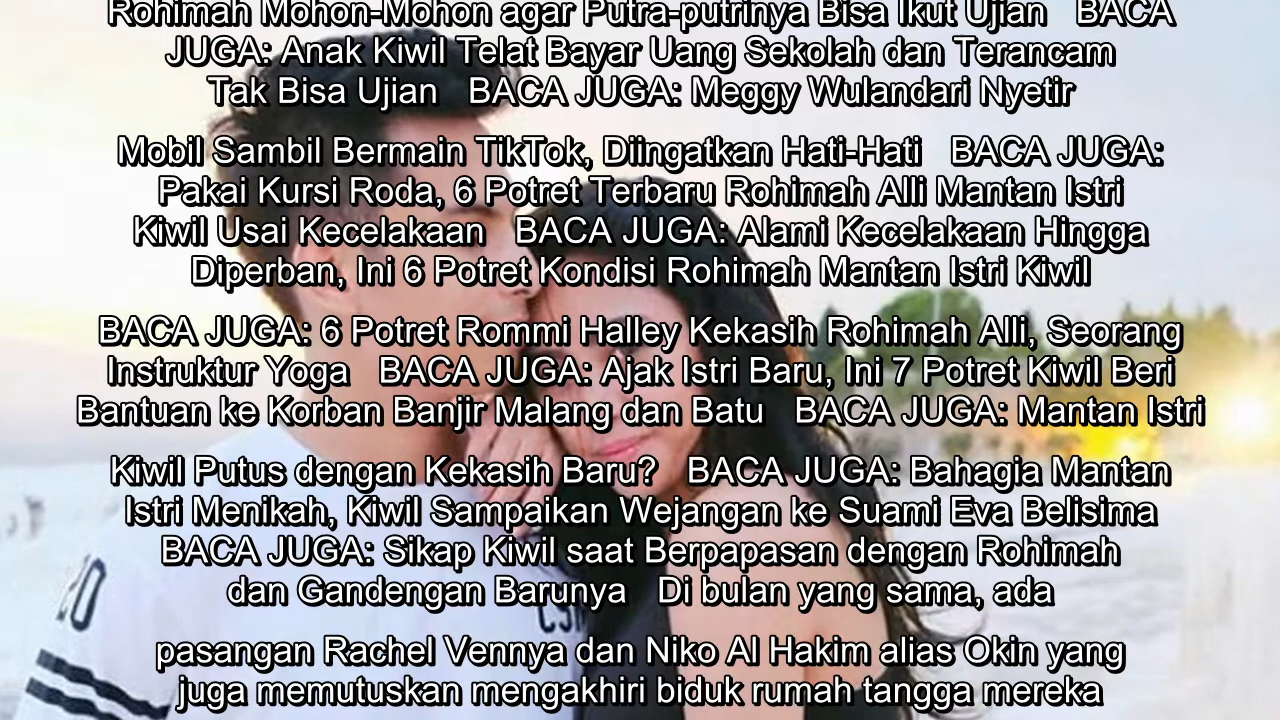 Rohimah Mohon-Mohon agar Putra-putrinya Bisa Ikut Ujian   BACA
JUGA: Anak Kiwil Telat Bayar Uang Sekolah dan Terancam
Tak Bisa Ujian   BACA JUGA: Meggy Wulandari Nyetir
Mobil Sambil Bermain TikTok, Diingatkan Hati-Hati   BACA JUGA:
Pakai Kursi Roda, 6 Potret Terbaru Rohimah Alli Mantan Istri
Kiwil Usai Kecelakaan   BACA JUGA: Alami Kecelakaan Hingga
Diperban, Ini 6 Potret Kondisi Rohimah Mantan Istri Kiwil
BACA JUGA: 6 Potret Rommi Halley Kekasih Rohimah Alli, Seorang
Instruktur Yoga   BACA JUGA: Ajak Istri Baru, Ini 7 Potret Kiwil Beri
Bantuan ke Korban Banjir Malang dan Batu   BACA JUGA: Mantan Istri
Kiwil Putus dengan Kekasih Baru?   BACA JUGA: Bahagia Mantan
Istri Menikah, Kiwil Sampaikan Wejangan ke Suami Eva Belisima
BACA JUGA: Sikap Kiwil saat Berpapasan dengan Rohimah
dan Gandengan Barunya   Di bulan yang sama, ada
pasangan Rachel Vennya dan Niko Al Hakim alias Okin yang
juga memutuskan mengakhiri biduk rumah tangga mereka